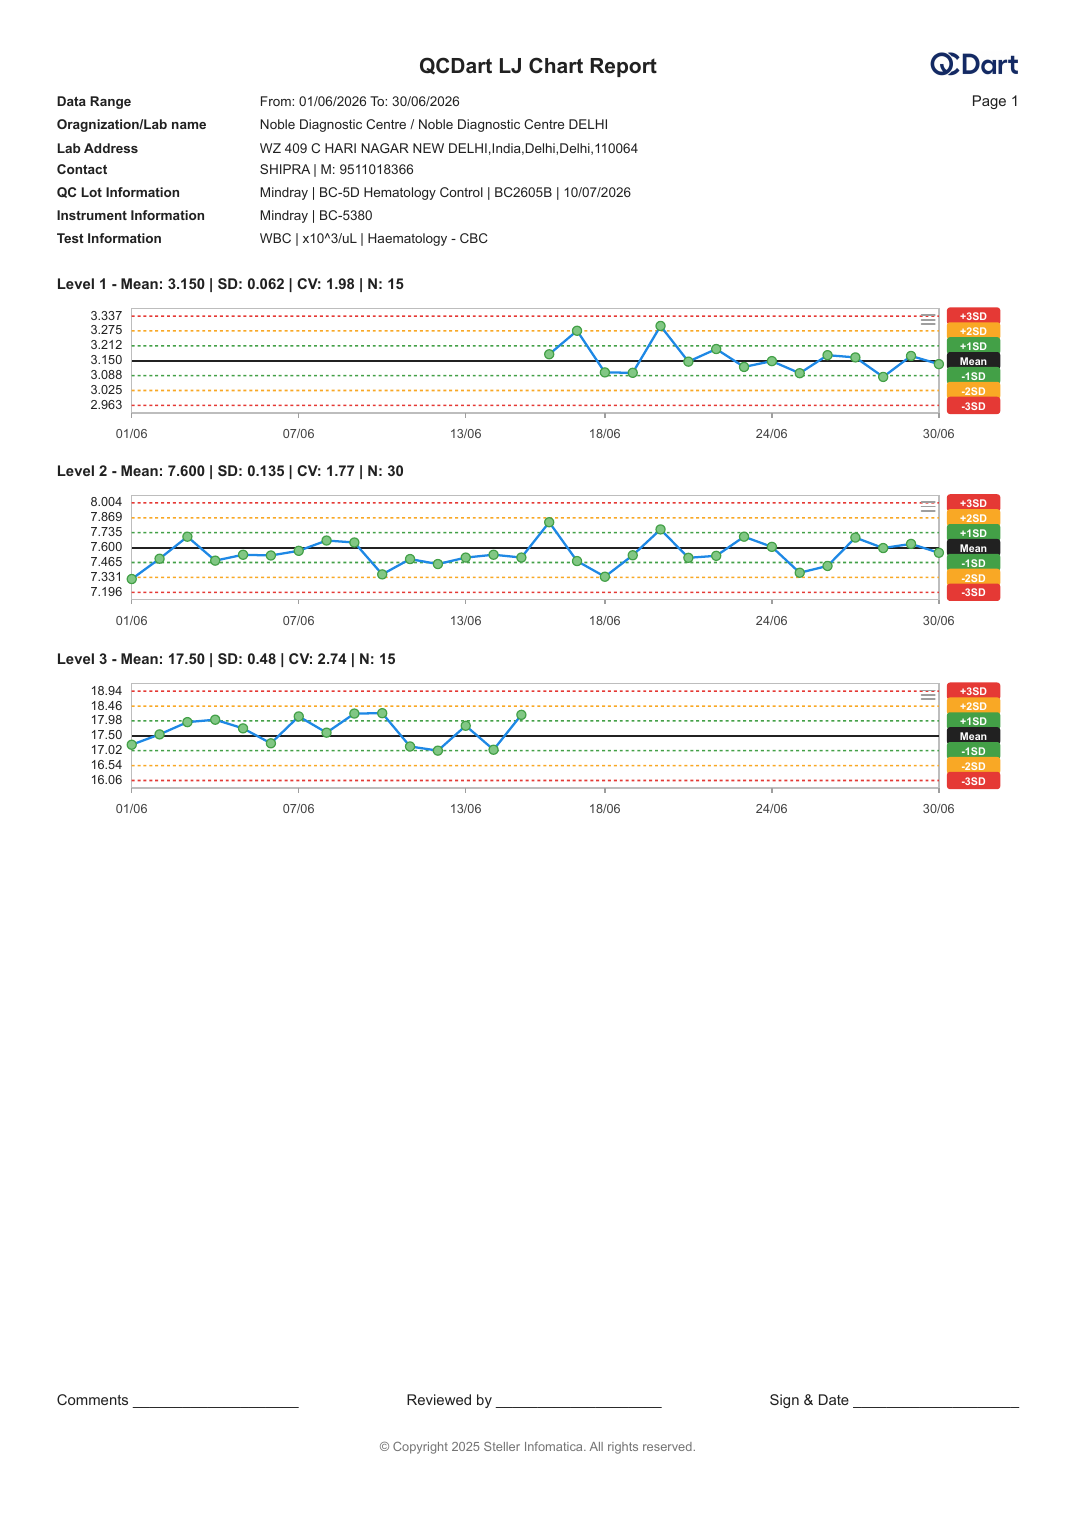 QCDart LJ Chart Report
QCDart
Data Range From: 01/06/2026 To: 30/06/2026 Page 1
Oragnization/Lab name Noble Diagnostic Centre / Noble Diagnostic Centre DELHI
Lab Address WZ 409 C HARI NAGAR NEW DELHI,India,Delhi,Delhi,110064
Contact SHIPRA | M: 9511018366
QC Lot Information Mindray | BC-5D Hematology Control | BC2605B | 10/07/2026
Instrument Information Mindray | BC-5380
Test Information WBC | x10^3/uL | Haematology - CBC
Level 1 - Mean: 3.150 | SD: 0.062 | CV: 1.98 | N: 15
3.337 +3SD
3.275 +2SD
3.212 +1SD
3.150 Mean
3.088 -1SD
3.025 -2SD
2.963 -3SD
01/06 07/06 13/06 18/06 24/06 30/06
Level 2 - Mean: 7.600 | SD: 0.135 | CV: 1.77 | N: 30
8.004 +3SD
7.869 +2SD
7.735 +1SD
7.600 Mean
7.465 -1SD
7.331 -2SD
7.196 -3SD
01/06 07/06 13/06 18/06 24/06 30/06
Level 3 - Mean: 17.50 | SD: 0.48 | CV: 2.74 | N: 15
18.94 +3SD
18.46 +2SD
17.98 +1SD
17.50 Mean
17.02 -1SD
16.54 -2SD
16.06 -3SD
01/06 07/06 13/06 18/06 24/06 30/06
Comments ____________________ Reviewed by ____________________ Sign & Date ____________________
© Copyright 2025 Steller Infomatica. All rights reserved.